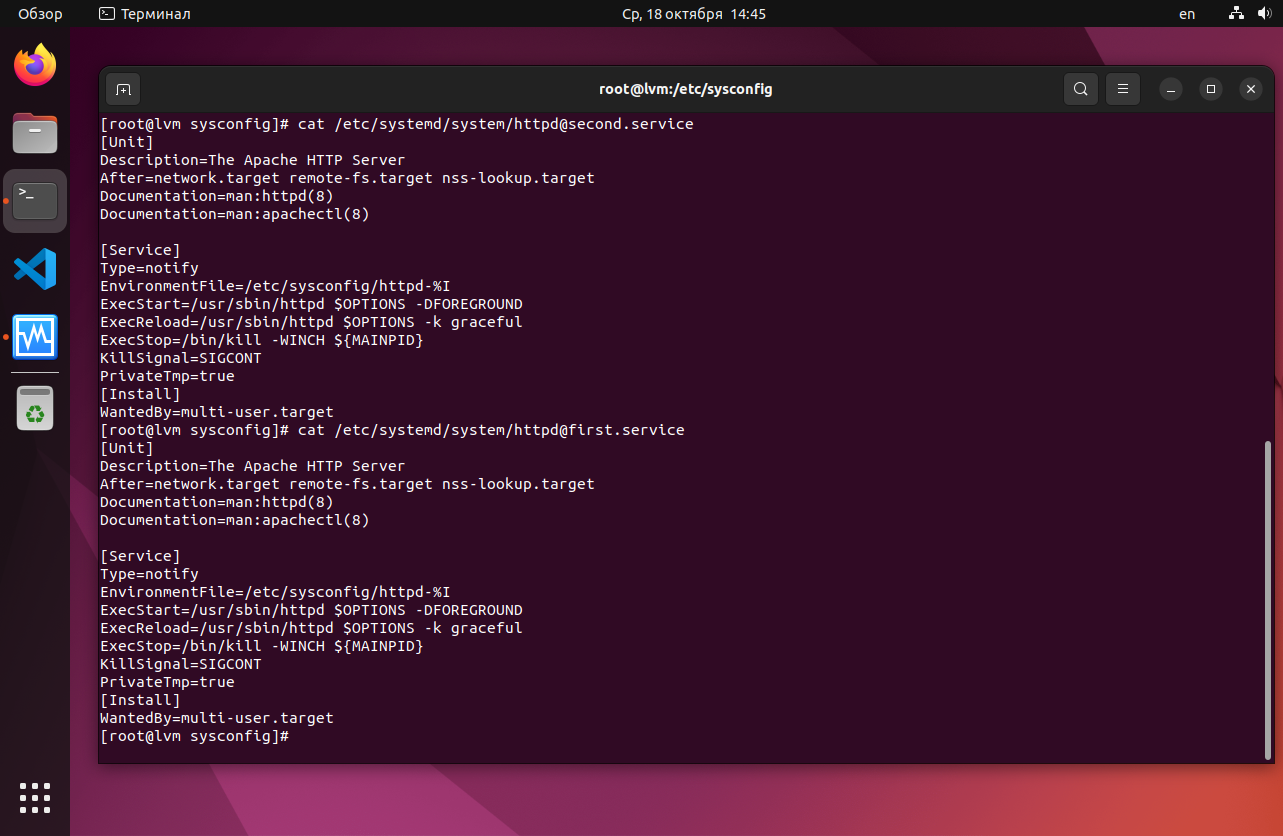 Обзор
Терминал
Ср, 18 октября 14:45
en
root@lvm:/etc/sysconfig
[root@lvm sysconfig]# cat /etc/systemd/system/httpd@second.service
[Unit]
Description=The Apache HTTP Server
After=network.target remote-fs.target nss-lookup.target
Documentation=man:httpd(8)
Documentation=man:apachectl(8)

[Service]
Type=notify
EnvironmentFile=/etc/sysconfig/httpd-%I
ExecStart=/usr/sbin/httpd $OPTIONS -DFOREGROUND
ExecReload=/usr/sbin/httpd $OPTIONS -k graceful
ExecStop=/bin/kill -WINCH ${MAINPID}
KillSignal=SIGCONT
PrivateTmp=true
[Install]
WantedBy=multi-user.target
[root@lvm sysconfig]# cat /etc/systemd/system/httpd@first.service
[Unit]
Description=The Apache HTTP Server
After=network.target remote-fs.target nss-lookup.target
Documentation=man:httpd(8)
Documentation=man:apachectl(8)

[Service]
Type=notify
EnvironmentFile=/etc/sysconfig/httpd-%I
ExecStart=/usr/sbin/httpd $OPTIONS -DFOREGROUND
ExecReload=/usr/sbin/httpd $OPTIONS -k graceful
ExecStop=/bin/kill -WINCH ${MAINPID}
KillSignal=SIGCONT
PrivateTmp=true
[Install]
WantedBy=multi-user.target
[root@lvm sysconfig]#